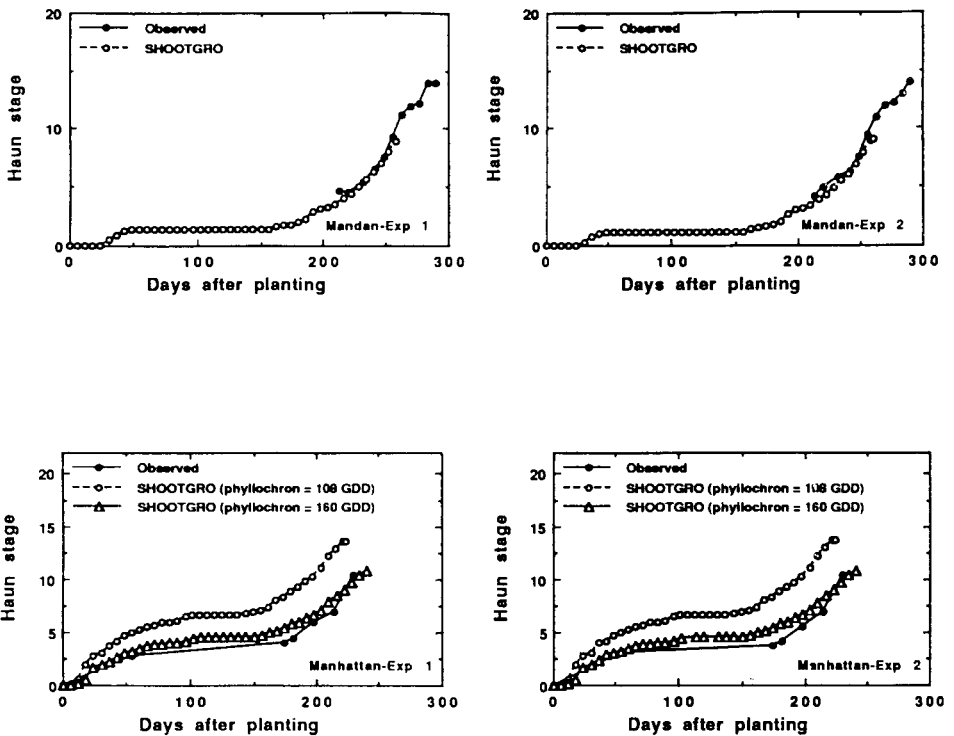 20
10
0
Haun stage
Observed
SHOOTGRO
Mandan-Exp 1
0 100 200 300
Days after planting
20
10
0
Haun stage
Observed
SHOOTGRO
Mandan-Exp 2
0 100 200 300
Days after planting
20
15
10
5
0
Haun stage
Observed
SHOOTGRO (phyllochron = 108 GDD)
SHOOTGRO (phyllochron = 160 GDD)
Manhattan-Exp 1
0 100 200 300
Days after planting
20
15
10
5
0
Haun stage
Observed
SHOOTGRO (phyllochron = 108 GDD)
SHOOTGRO (phyllochron = 160 GDD)
Manhattan-Exp 2
0 100 200 300
Days after planting